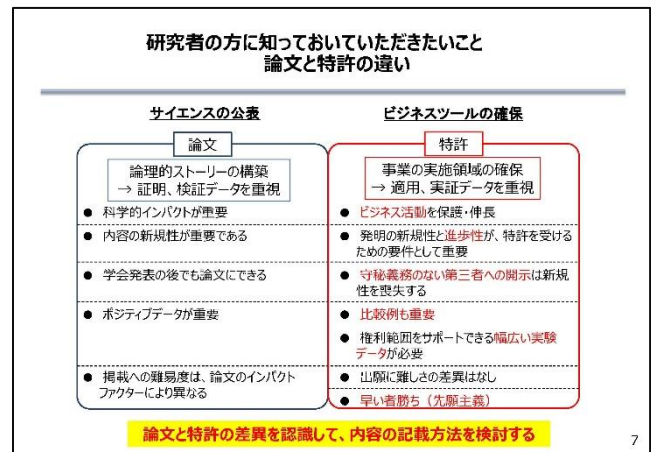 研究者の方に知っておいていただきたいこと
論文と特許の違い
サイエンスの公表
論文
論理的ストーリーの構築
→ 証明、検証データを重視
● 科学的インパクトが重要
● 内容の新規性が重要である
● 学会発表の後でも論文にできる
● ポジティブデータが重要
● 掲載への難易度は、論文のインパクト
ファクターにより異なる
ビジネスツールの確保
特許
事業の実施領域の確保
→ 適用、実証データを重視
● ビジネス活動を保護・伸長
● 発明の新規性と進歩性が、特許を受ける
ための要件として重要
● 守秘義務のない第三者への開示は新規
性を喪失する
● 比較例も重要
● 権利範囲をサポートできる幅広い実験
データが必要
● 出願に難しさの差異はなし
● 早い者勝ち（先願主義）
論文と特許の差異を認識して、内容の記載方法を検討する
7